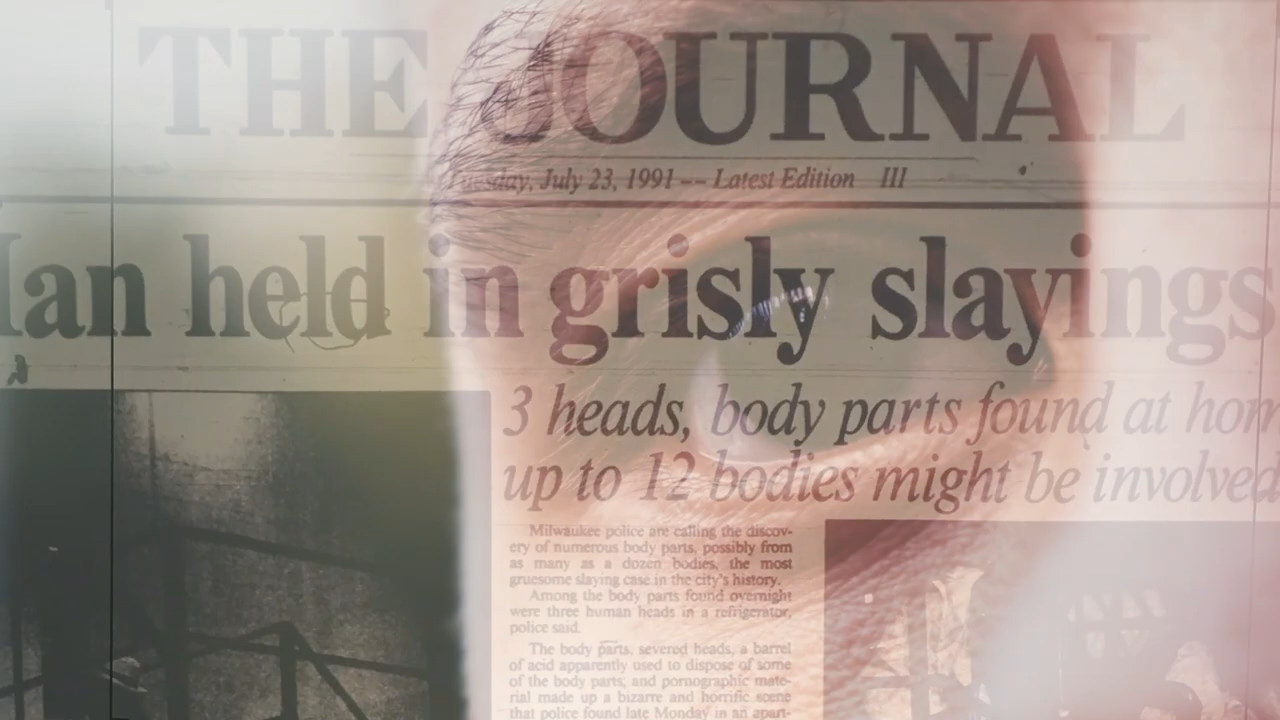 THE JOURNAL
Tuesday, July 23, 1991 -- Latest Edition III
an held in grisly slayings
3 heads, body parts found at hom
up to 12 bodies might be involved
Milwaukee police are calling the discov-
ery of numerous body parts, possibly from
as many as a dozen bodies, the most
gruesome slaying case in the city's history.
Among the body parts found overnight
were three human heads in a refrigerator,
police said.
The body parts, severed heads, a barrel
of acid apparently used to dispose of some
of the body parts, and pornographic mate-
rial made up a bizarre and horrific scene
that police found late Monday in an apart-